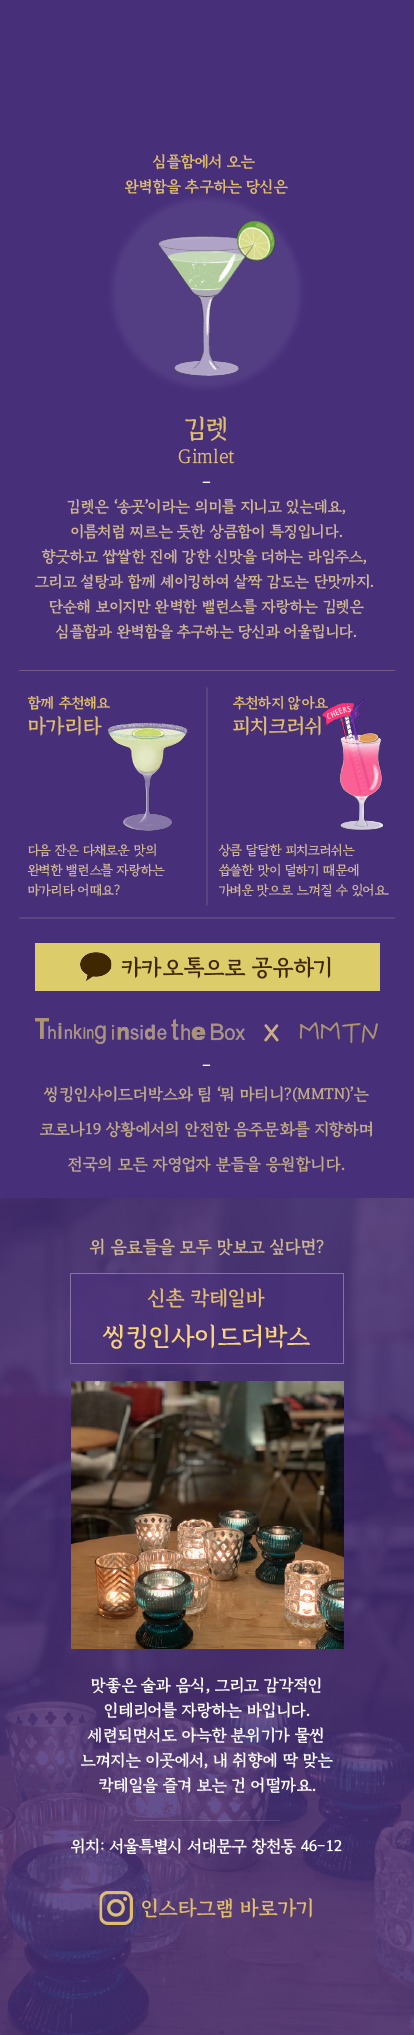 심플함에서 오는
완벽함을 추구하는 당신은
김렛
Gimlet
–
김렛은 ‘송곳’이라는 의미를 지니고 있는데요,
이름처럼 찌르는 듯한 상큼함이 특징입니다.
향긋하고 쌉쌀한 진에 강한 신맛을 더하는 라임주스,
그리고 설탕과 함께 셰이킹하여 살짝 감도는 단맛까지.
단순해 보이지만 완벽한 밸런스를 자랑하는 김렛은
심플함과 완벽함을 추구하는 당신과 어울립니다.
함께 추천해요
마가리타
다음 잔은 다채로운 맛의
완벽한 밸런스를 자랑하는
마가리타 어때요?
추천하지 않아요
피치크러쉬
CHEERS
상큼 달달한 피치크러쉬는
씁쓸한 맛이 덜하기 때문에
가벼운 맛으로 느껴질 수 있어요.
카카오톡으로 공유하기
Thinking inside the Box X MMTN
–
씽킹인사이드더박스와 팀 ‘뭐 마티니?(MMTN)’는
코로나19 상황에서의 안전한 음주문화를 지향하며
전국의 모든 자영업자 분들을 응원합니다.
위 음료들을 모두 맛보고 싶다면?
신촌 칵테일바
씽킹인사이드더박스
맛좋은 술과 음식, 그리고 감각적인
인테리어를 자랑하는 바입니다.
세련되면서도 아늑한 분위기가 물씬
느껴지는 이곳에서, 내 취향에 딱 맞는
칵테일을 즐겨 보는 건 어떨까요..
위치: 서울특별시 서대문구 창천동 46-12
인스타그램 바로가기